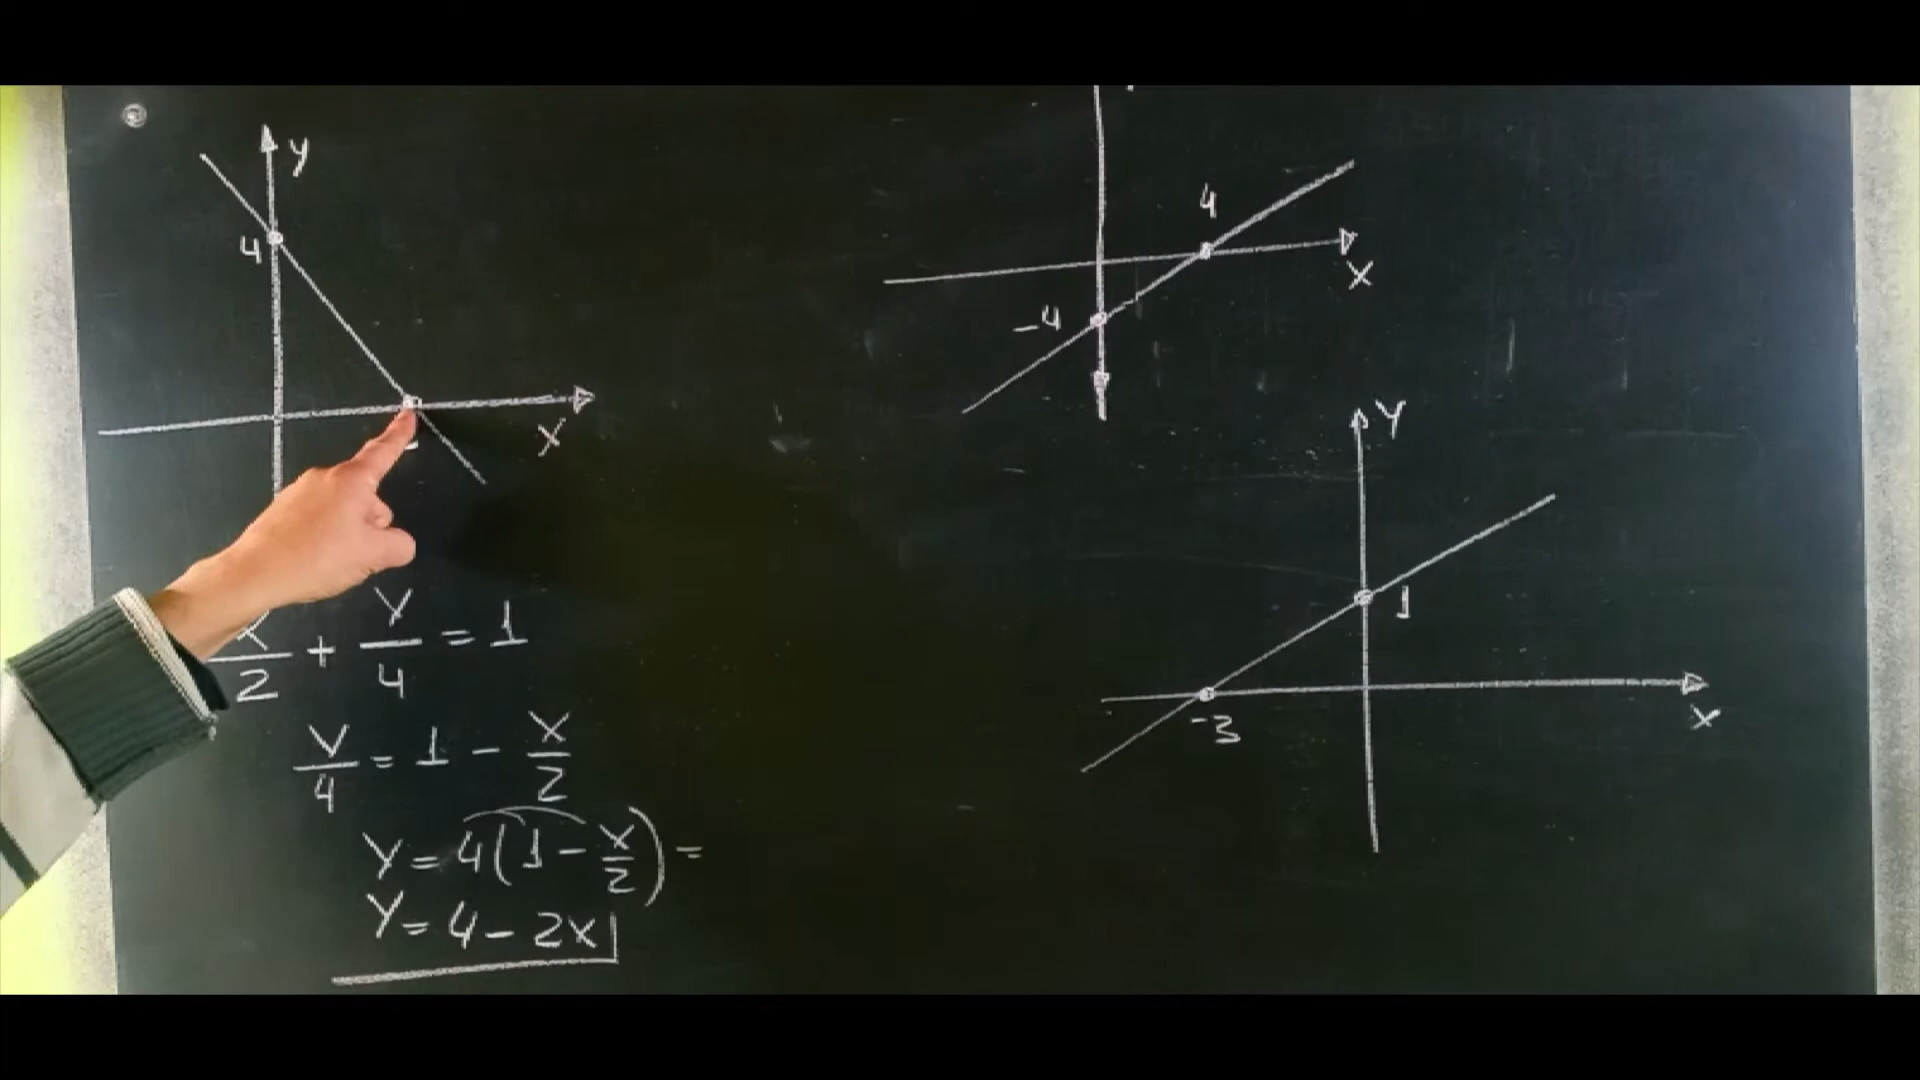 y
4
x
x/2 + y/4 = 1
y/4 = 1 - x/2
y = 4(1 - x/2) =
y = 4 - 2x
4
x
-4
y
1
-3
x